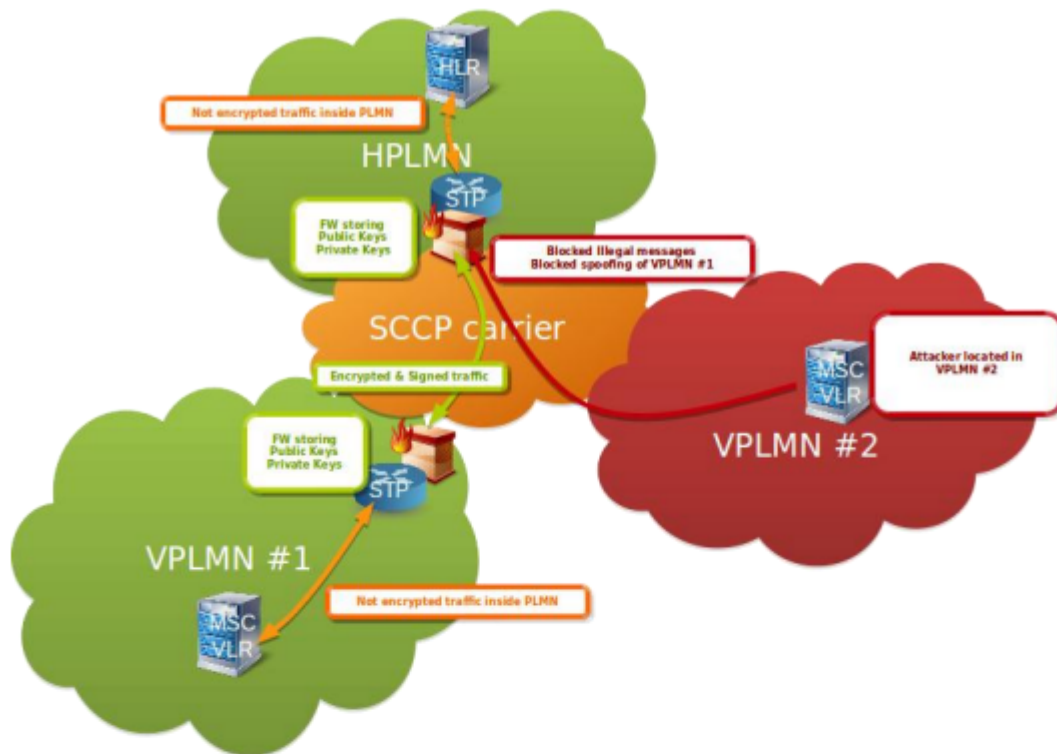 HLR
Not encrypted traffic inside PLMN
HPLMN
STP
FW storing
Public Keys
Private Keys
Blocked Illegal messages
Blocked spoofing of VPLMN #1
SCCP carrier
Attacker located in
VPLMN #2
MSC
VLR
Encrypted & Signed traffic
VPLMN #2
FW storing
Public Keys
Private Keys
STP
VPLMN #1
Not encrypted traffic inside PLMN
MSC
VLR